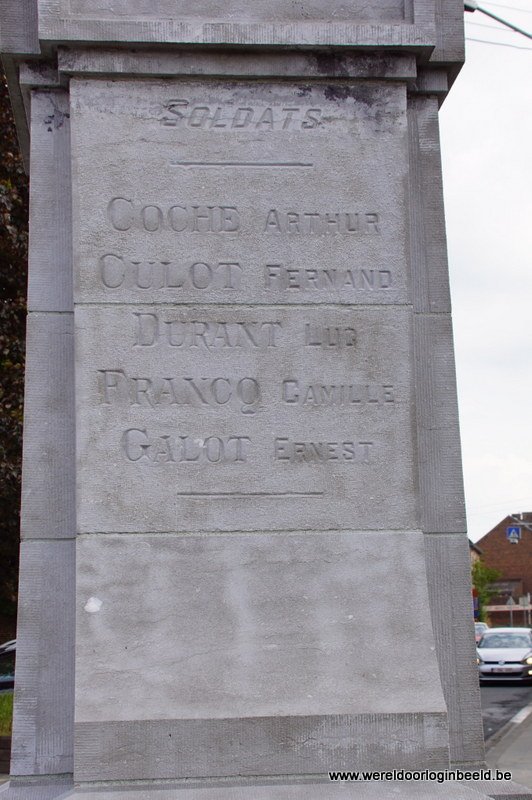 SOLDATS
COCHE ARTHUR
CULOT FERNAND
DURANT LUC
FRANCQ CAMILLE
GALOT ERNEST
www.wereldoorloginbeeld.be